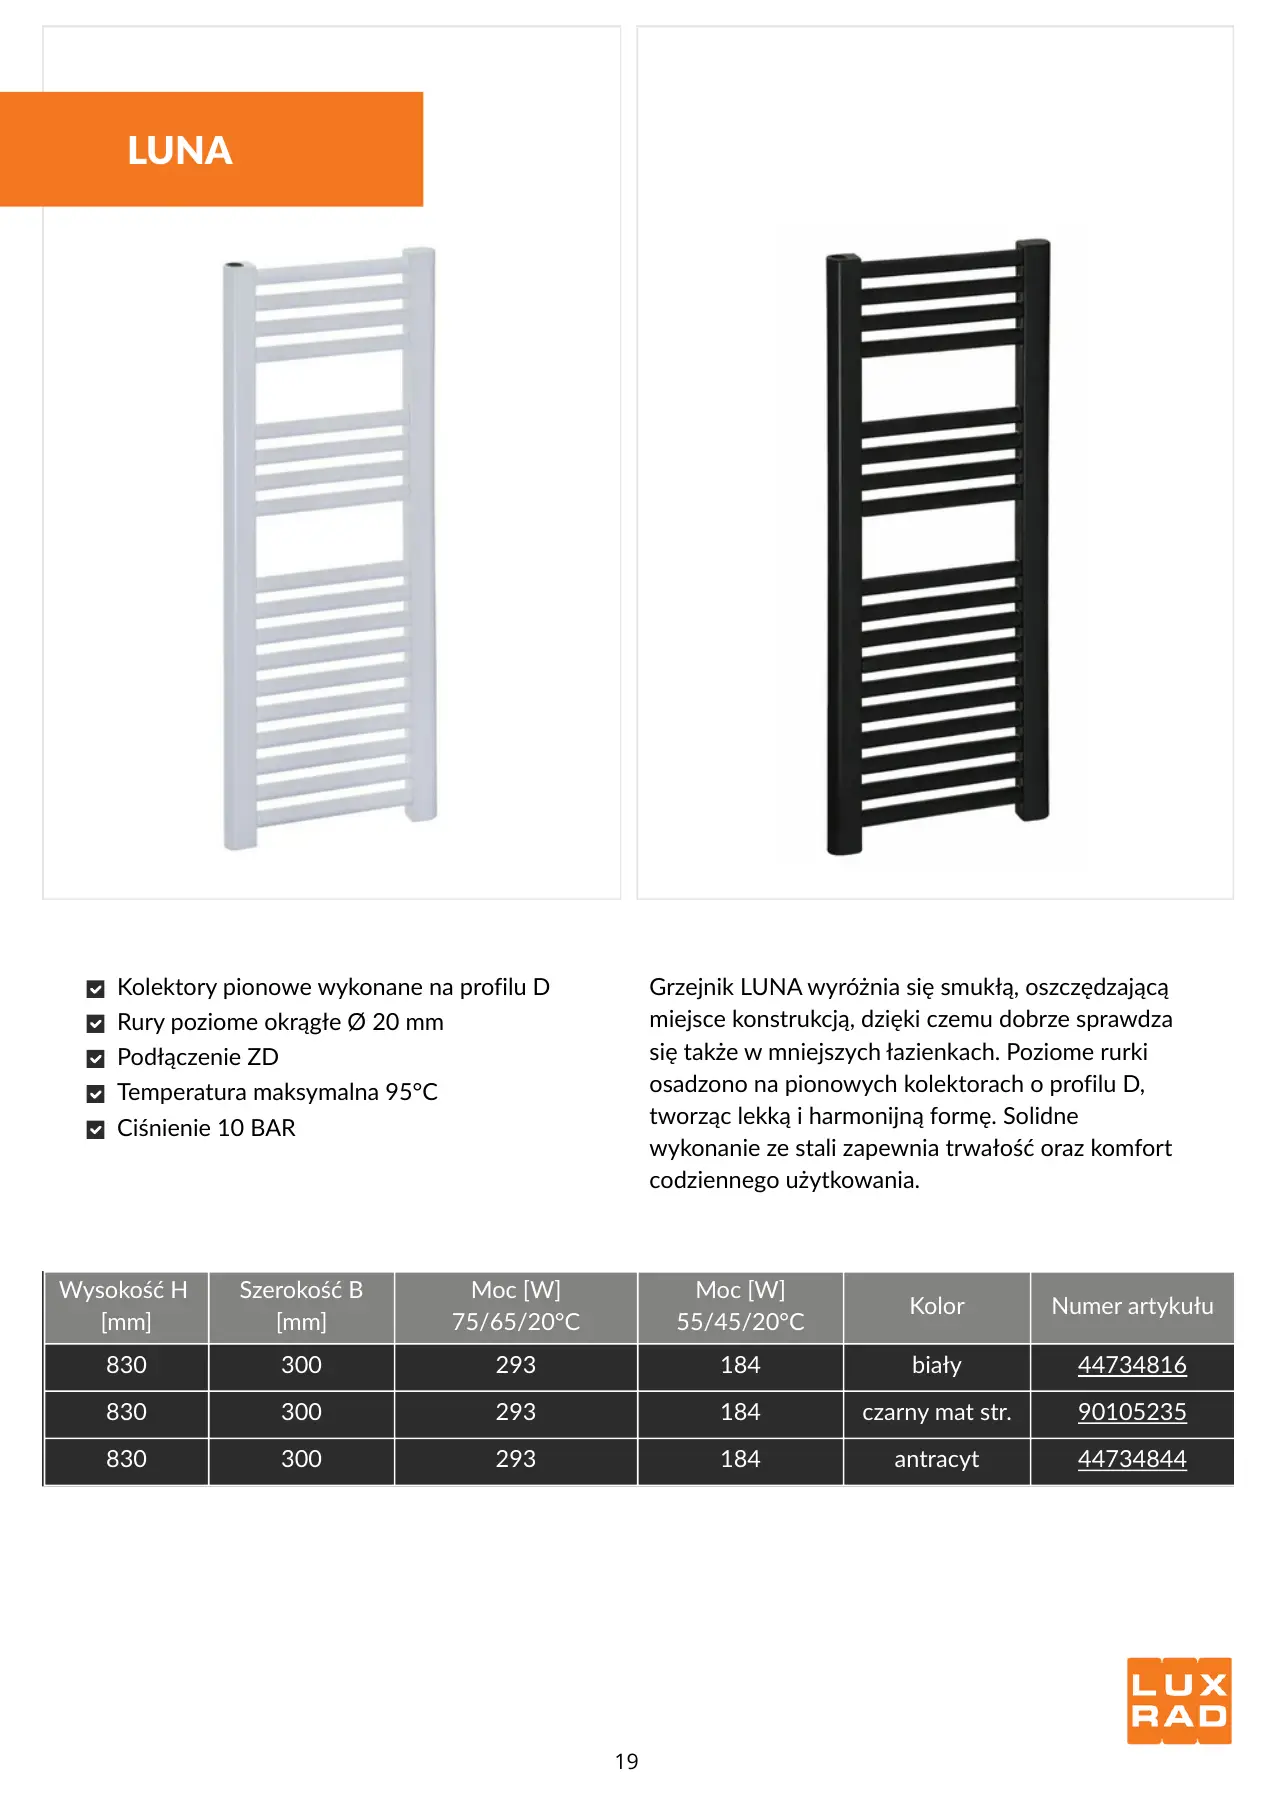 LUNA
Kolektory pionowe wykonane na profilu D
Rury poziome okrągłe Ø 20 mm
Podłączenie ZD
Temperatura maksymalna 95°C
Ciśnienie 10 BAR
Grzejnik LUNA wyróżnia się smukłą, oszczędzającą
miejsce konstrukcją, dzięki czemu dobrze sprawdza
się także w mniejszych łazienkach. Poziome rurki
osadzono na pionowych kolektorach o profilu D,
tworząc lekką i harmonijną formę. Solidne
wykonanie ze stali zapewnia trwałość oraz komfort
codziennego użytkowania.
Wysokość H [mm] Szerokość B [mm] Moc [W] 75/65/20°C Moc [W] 55/45/20°C Kolor Numer artykułu
830 300 293 184 biały 44734816
830 300 293 184 czarny mat str. 90105235
830 300 293 184 antracyt 44734844
LUX
RAD
19